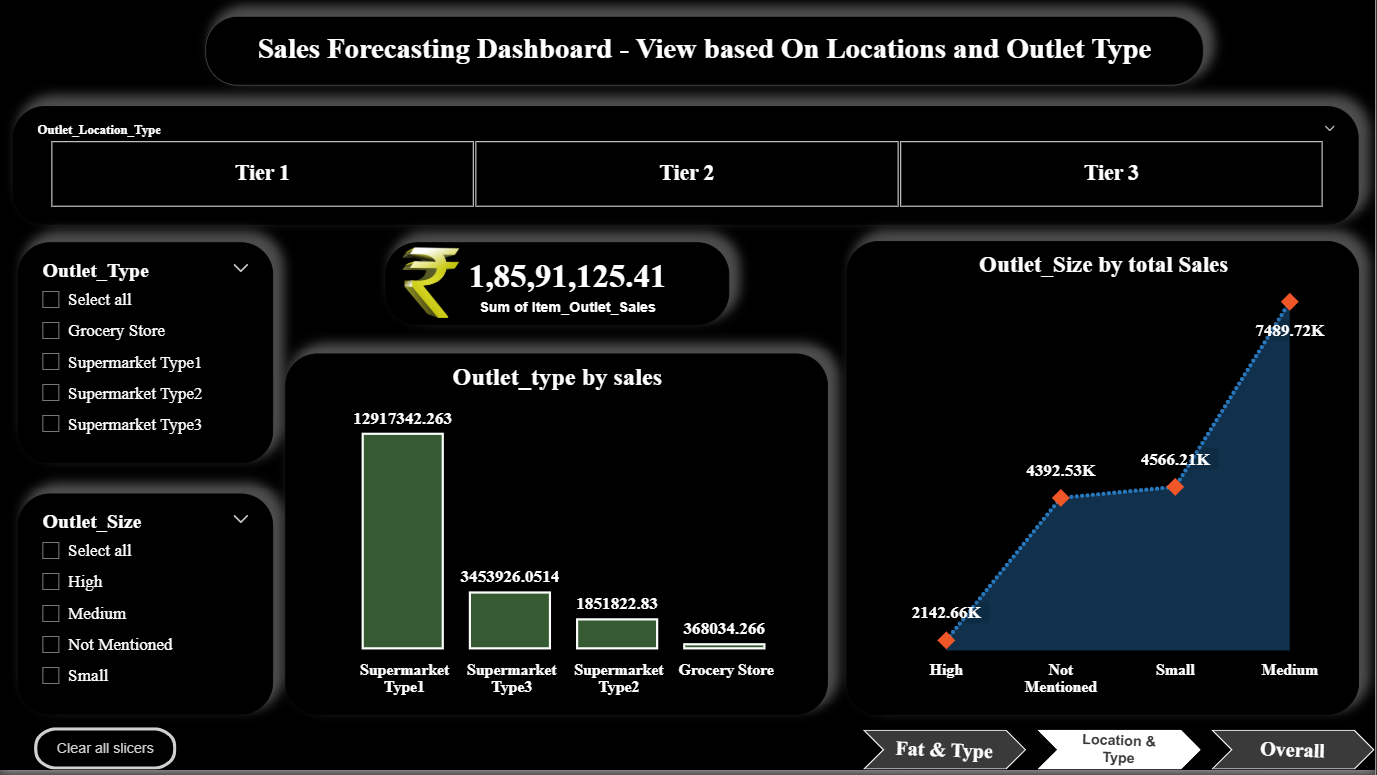 Sales Forecasting Dashboard - View based On Locations and Outlet Type
Outlet_Location_Type
Tier 1
Tier 2
Tier 3
Outlet_Type
Select all
Grocery Store
Supermarket Type1
Supermarket Type2
Supermarket Type3
Outlet_Size
Select all
High
Medium
Not Mentioned
Small
Clear all slicers
₹
1,85,91,125.41
Sum of Item_Outlet_Sales
Outlet_type by sales
12917342.263
3453926.0514
1851822.83
368034.266
Supermarket
Type1
Supermarket
Type3
Supermarket
Type2
Grocery Store
Outlet_Size by total Sales
7489.72K
4566.21K
4392.53K
2142.66K
High
Not
Mentioned
Small
Medium
Fat & Type
Location &
Type
Overall